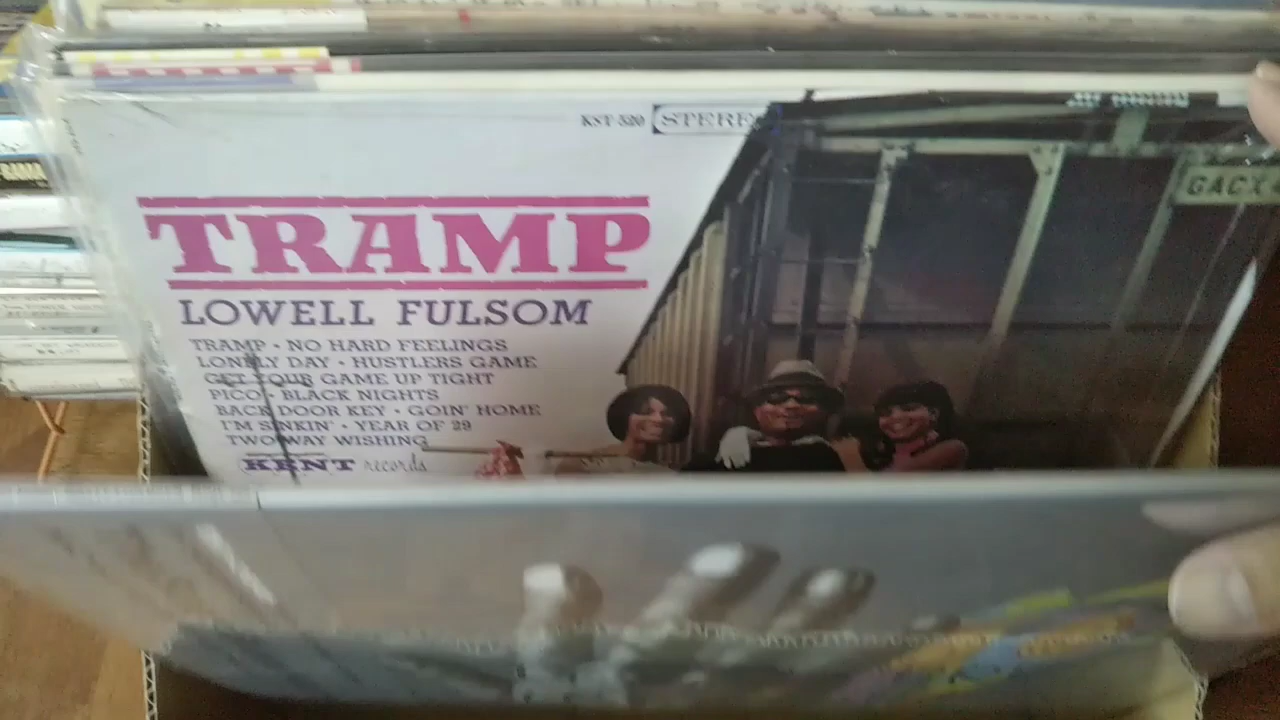 KST-520 STEREO
GACX
TRAMP
LOWELL FULSOM
TRAMP • NO HARD FEELINGS
LONELY DAY • HUSTLERS GAME
GET YOUR GAME UP TIGHT
PICO • BLACK NIGHTS
BACK DOOR KEY • GOIN' HOME
I'M SINKIN' • YEAR OF 29
TWO WAY WISHING
KENT records